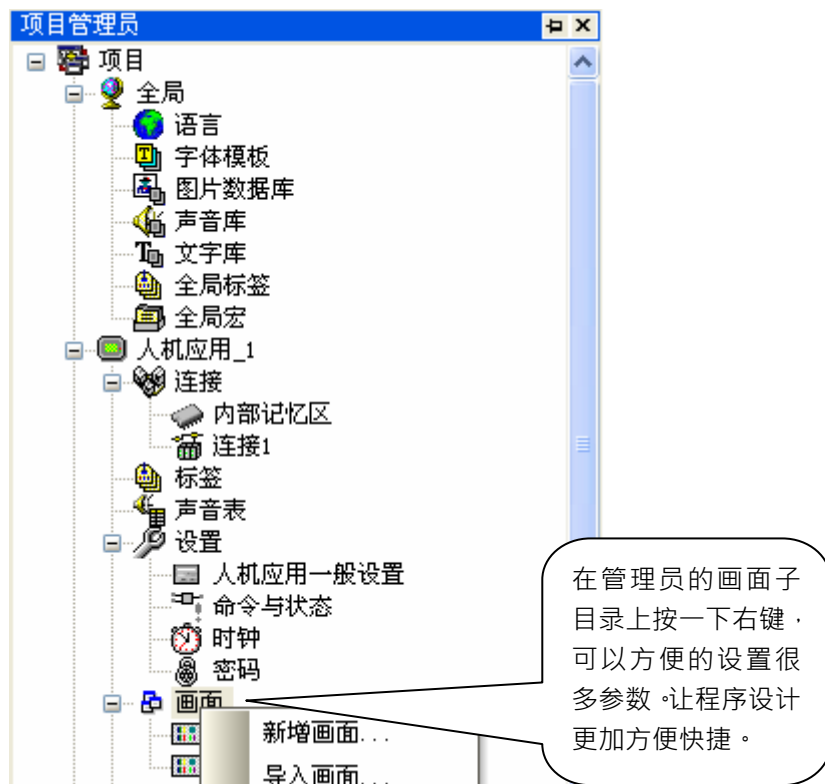 项目管理员
项目
全局
语言
字体模板
图片数据库
声音库
文字库
全局标签
全局宏
人机应用_1
连接
内部记忆区
连接1
标签
声音表
设置
人机应用一般设置
命令与状态
时钟
密码
画面
新增画面...
导入画面...
在管理员的画面子
目录上按一下右键，
可以方便的设置很
多参数。让程序设计
更加方便快捷。